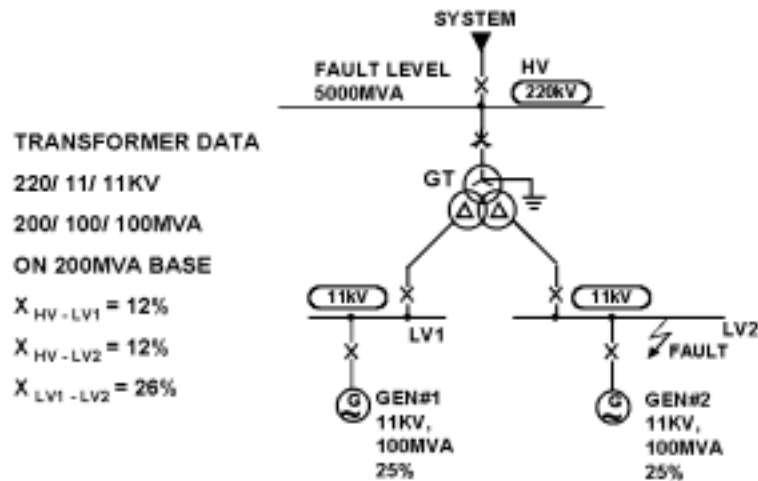 SYSTEM
FAULT LEVEL
5000MVA
HV
220kV
TRANSFORMER DATA
220/ 11/ 11KV
200/ 100/ 100MVA
ON 200MVA BASE
X HV - LV1 = 12%
X HV - LV2 = 12%
X LV1 - LV2 = 26%
GT
11kV
11kV
LV1
LV2
FAULT
G
GEN#1
11KV,
100MVA
25%
G
GEN#2
11KV,
100MVA
25%